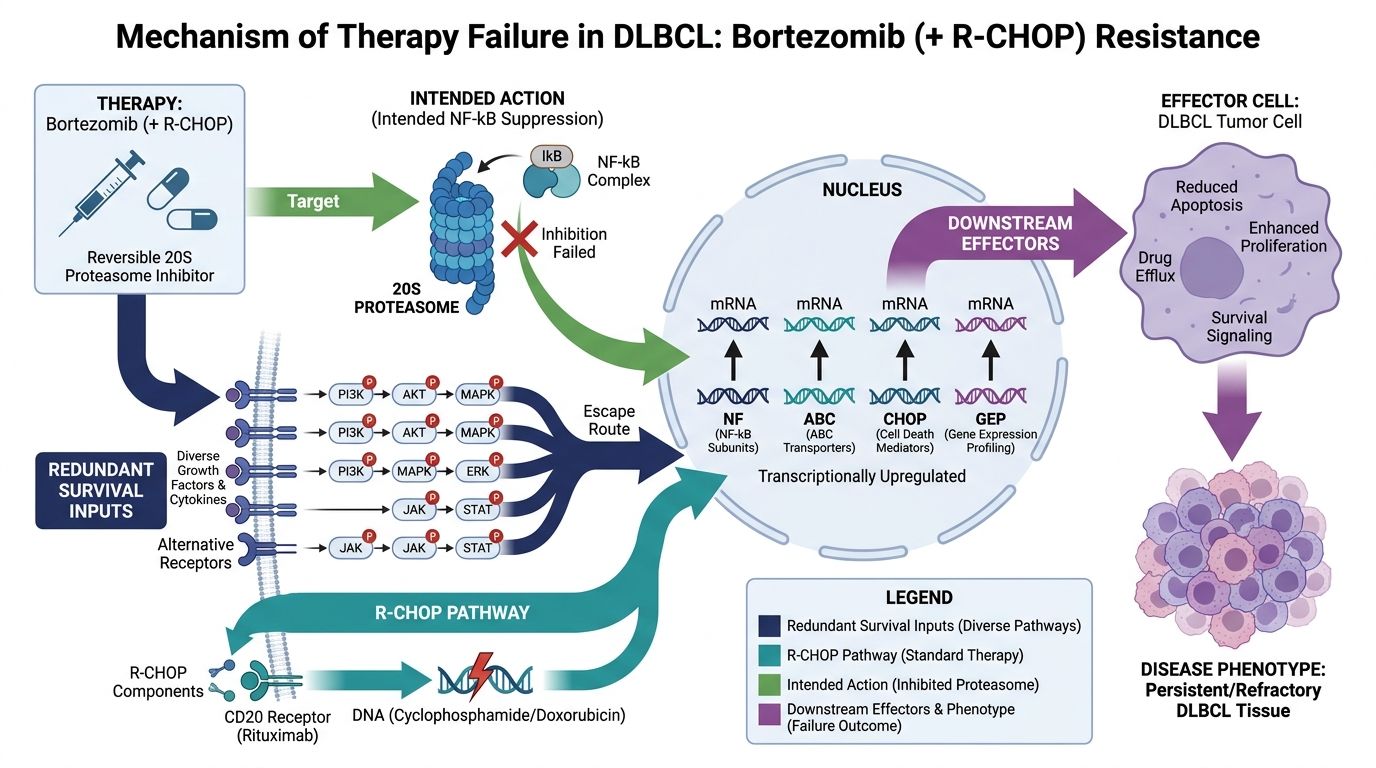 Mechanism of Therapy Failure in DLBCL: Bortezomib (+ R-CHOP) Resistance
THERAPY:
Bortezomib (+ R-CHOP)
Reversible 20S
Proteasome Inhibitor
Target
INTENDED ACTION
(Intended NF-kB Suppression)
IkB
NF-kB
Complex
Inhibition
Failed
20S
PROTEASOME
NUCLEUS
mRNA
mRNA
mRNA
mRNA
NF
(NF-kB
Subunits)
ABC
(ABC
Transporters)
CHOP
(Cell Death
Mediators)
GEP
(Gene Expression
Profiling)
Transcriptionally Upregulated
DOWNSTREAM
EFFECTORS
EFFECTOR CELL:
DLBCL Tumor Cell
Reduced
Apoptosis
Enhanced
Proliferation
Drug
Efflux
Survival
Signaling
REDUNDANT
SURVIVAL
INPUTS
Diverse
Growth
Factors &
Cytokines
Alternative
Receptors
PI3K P AKT P MAPK P
PI3K P AKT P MAPK P
PI3K P MAPK P ERK P
JAK P STAT P
JAK P JAK P STAT P
Escape
Route
R-CHOP PATHWAY
R-CHOP
Components
CD20 Receptor
(Rituximab)
DNA (Cyclophosphamide/Doxorubicin)
LEGEND
Redundant Survival Inputs (Diverse Pathways)
R-CHOP Pathway (Standard Therapy)
Intended Action (Inhibited Proteasome)
Downstream Effectors & Phenotype
(Failure Outcome)
DISEASE PHENOTYPE:
Persistent/Refractory
DLBCL Tissue